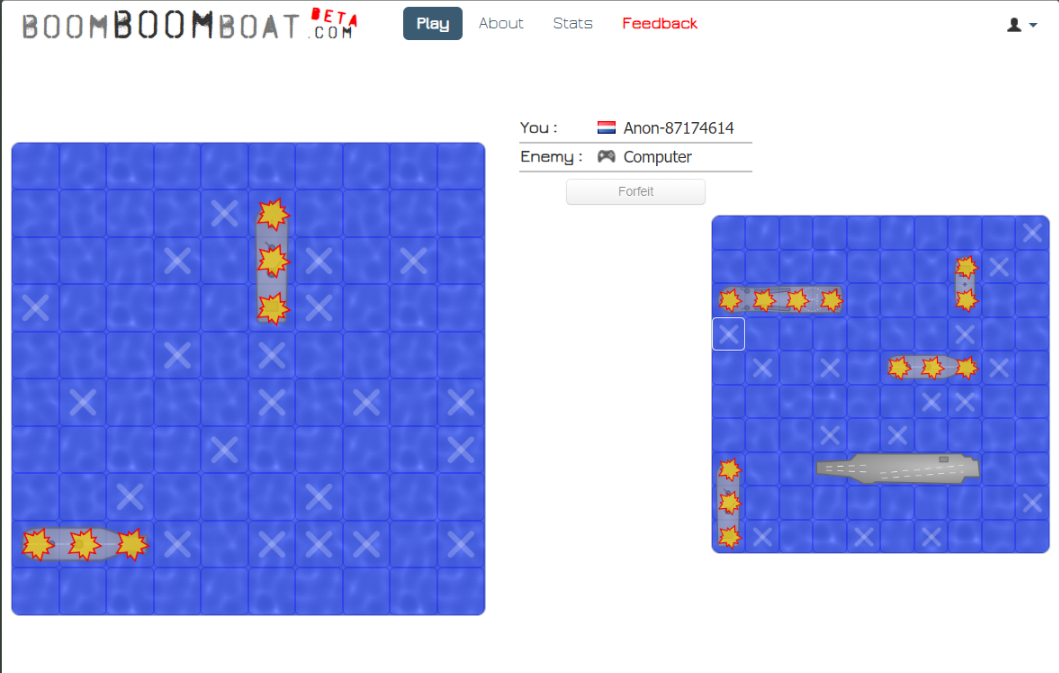 BOOMBOOMBOAT.COM BETA
Play About Stats Feedback
You : Anon-87174614
Enemy : Computer
Forfeit